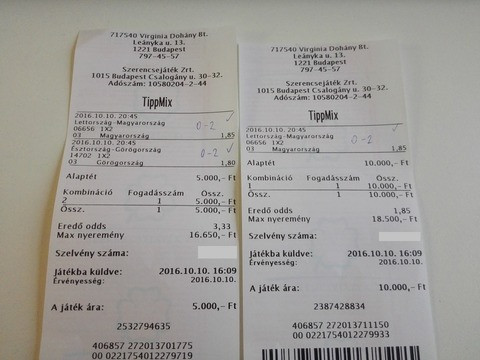 717540 Virginia Dohány Bt.
Leányka u. 13.
1221 Budapest
797-45-57
Szerencsejáték Zrt.
1015 Budapest Csalogány u. 30-32.
Adószám: 10580204-2-44
TippMix
2016.10.10. 20:45
Lettország-Magyarország
06656 1X2 0-2
03 Magyarország 1,85
2016.10.10. 20:45
Észtország-Görögország
14702 1X2 0-2
03 Görögország 1,80
Alaptét 5.000,- Ft
Kombináció Fogadásszám Össz.
2 1 5.000,- Ft
Össz. 1 5.000,- Ft
Eredő odds 3,33
Max nyeremény 16.650,- Ft
Szelvény száma:
Játékba küldve: 2016.10.10. 16:09
Érvényesség: 2016.10.10.
A játék ára: 5.000,- Ft
2532794635
406857 272013701775
00 0221754012279719
717540 Virginia Dohány Bt.
Leányka u. 13.
1221 Budapest
797-45-57
Szerencsejáték Zrt.
1015 Budapest Csalogány u. 30-32.
Adószám: 10580204-2-44
TippMix
2016.10.10. 20:45
Lettország-Magyarország
06656 1X2 0-2
03 Magyarország 1,85
Alaptét 10.000,- Ft
Kombináció Fogadásszám Össz.
1 1 10.000,- Ft
Össz. 1 10.000,- Ft
Eredő odds 1,85
Max nyeremény 18.500,- Ft
Szelvény száma:
Játékba küldve: 2016.10.10. 16:09
Érvényesség: 2016.10.10.
A játék ára: 10.000,- Ft
2387428834
406857 272013711150
00 0221754012279933